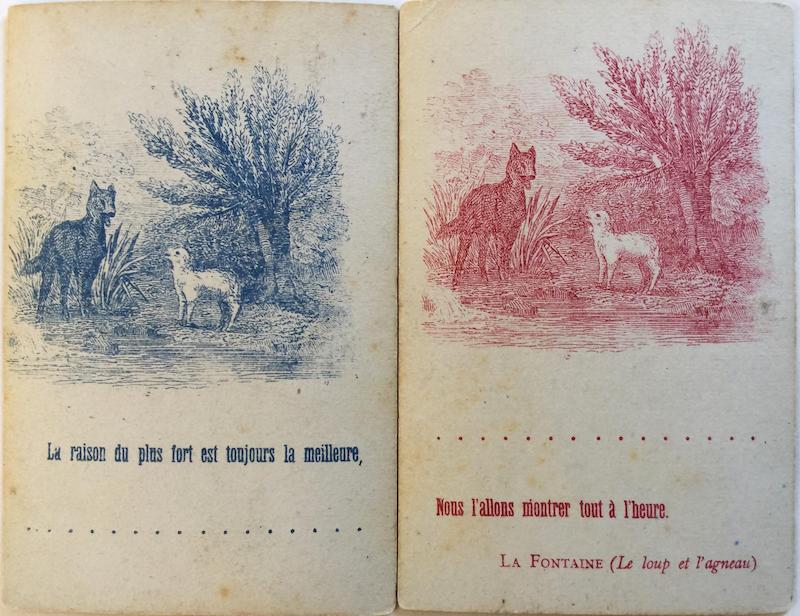 La raison du plus fort est toujours la meilleure,
Nous l'allons montrer tout à l'heure.
LA FONTAINE (Le loup et l'agneau)